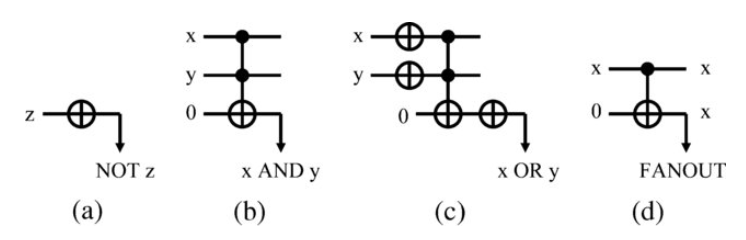 x
y
0
x AND y
(b)
z
NOT z
(a)
x
y
0
x OR y
(c)
x x
0 x
FANOUT
(d)